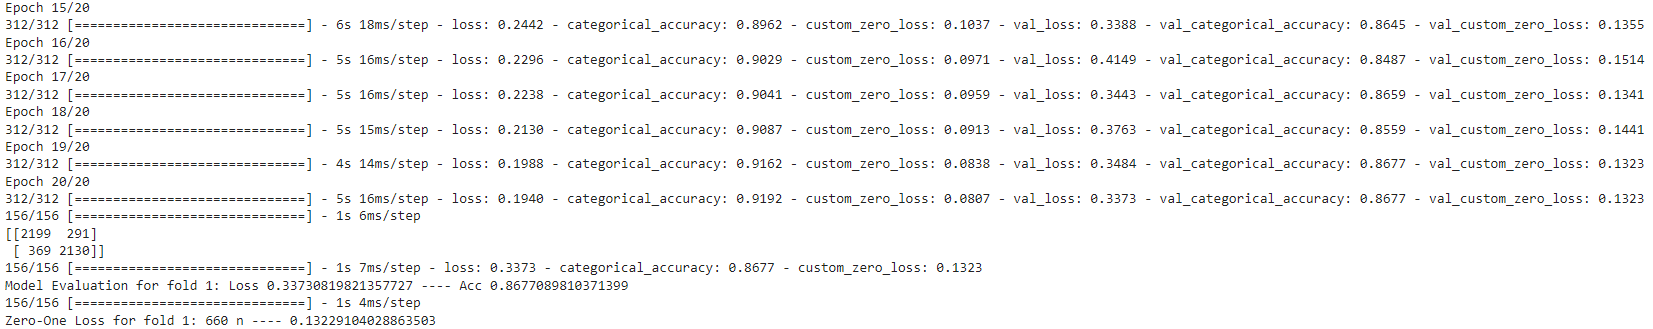 Epoch 15/20
312/312 [==============================] - 6s 18ms/step - loss: 0.2442 - categorical_accuracy: 0.8962 - custom_zero_loss: 0.1037 - val_loss: 0.3388 - val_categorical_accuracy: 0.8645 - val_custom_zero_loss: 0.1355
Epoch 16/20
312/312 [==============================] - 5s 16ms/step - loss: 0.2296 - categorical_accuracy: 0.9029 - custom_zero_loss: 0.0971 - val_loss: 0.4149 - val_categorical_accuracy: 0.8487 - val_custom_zero_loss: 0.1514
Epoch 17/20
312/312 [==============================] - 5s 16ms/step - loss: 0.2238 - categorical_accuracy: 0.9041 - custom_zero_loss: 0.0959 - val_loss: 0.3443 - val_categorical_accuracy: 0.8659 - val_custom_zero_loss: 0.1341
Epoch 18/20
312/312 [==============================] - 5s 15ms/step - loss: 0.2130 - categorical_accuracy: 0.9087 - custom_zero_loss: 0.0913 - val_loss: 0.3763 - val_categorical_accuracy: 0.8559 - val_custom_zero_loss: 0.1441
Epoch 19/20
312/312 [==============================] - 4s 14ms/step - loss: 0.1988 - categorical_accuracy: 0.9162 - custom_zero_loss: 0.0838 - val_loss: 0.3484 - val_categorical_accuracy: 0.8677 - val_custom_zero_loss: 0.1323
Epoch 20/20
312/312 [==============================] - 5s 16ms/step - loss: 0.1940 - categorical_accuracy: 0.9192 - custom_zero_loss: 0.0807 - val_loss: 0.3373 - val_categorical_accuracy: 0.8677 - val_custom_zero_loss: 0.1323
156/156 [==============================] - 1s 6ms/step
[[2199  291]
 [ 369 2130]]
156/156 [==============================] - 1s 7ms/step - loss: 0.3373 - categorical_accuracy: 0.8677 - custom_zero_loss: 0.1323
Model Evaluation for fold 1: Loss 0.33730819821357727 ---- Acc 0.8677089810371399
156/156 [==============================] - 1s 4ms/step
Zero-One Loss for fold 1: 660 n ---- 0.13229104028863503